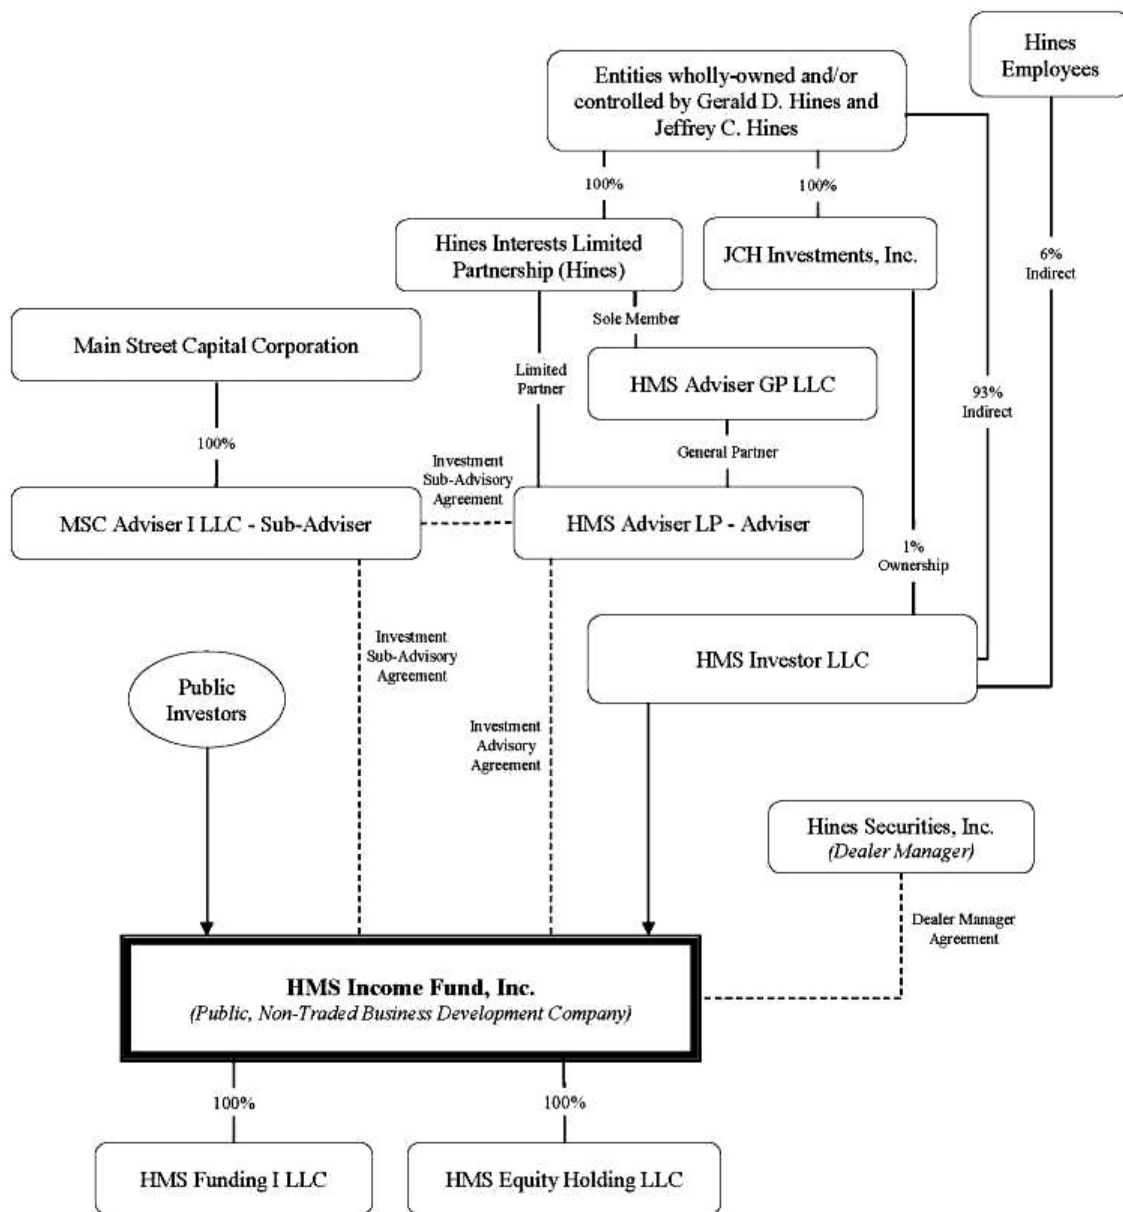 Hines
Employees
Entities wholly-owned and/or
controlled by Gerald D. Hines and
Jeffrey C. Hines
100%
100%
Hines Interests Limited
Partnership (Hines)
JCH Investments, Inc.
6%
Indirect
Sole Member
Main Street Capital Corporation
Limited
Partner
HMS Adviser GP LLC
93%
Indirect
100%
General Partner
Investment
Sub-Advisory
Agreement
MSC Adviser I LLC - Sub-Adviser
HMS Adviser LP - Adviser
1%
Ownership
Investment
Sub-Advisory
Agreement
HMS Investor LLC
Public
Investors
Investment
Advisory
Agreement
Hines Securities, Inc.
(Dealer Manager)
Dealer Manager
Agreement
HMS Income Fund, Inc.
(Public, Non-Traded Business Development Company)
100%
100%
HMS Funding I LLC
HMS Equity Holding LLC